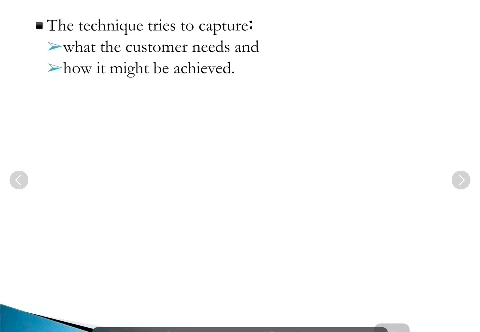 The technique tries to capture:
what the customer needs and
how it might be achieved.